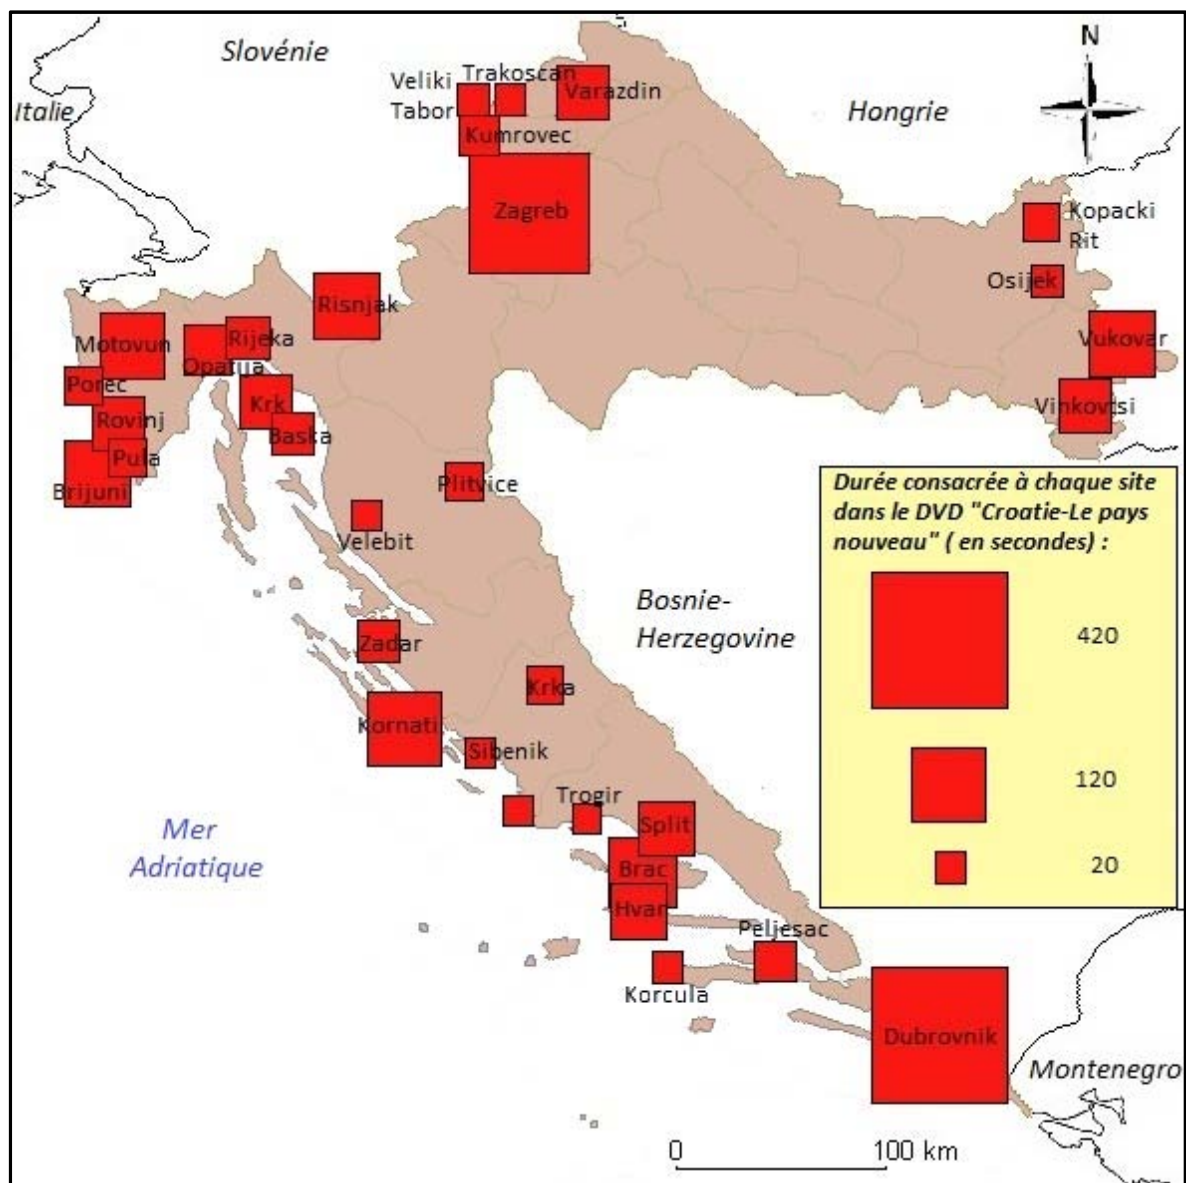 Slovénie
Italie
Veliki
Tabor
Trakoscan
Varazdin
Kumrovec
Hongrie
N
Zagreb
Kopacki
Rit
Osijek
Risnjak
Motovun
Rijeka
Opatua
Vukovar
Porec
Krk
Vinkovtsi
Rovinj
Baska
Pula
Brijuni
Plitvice
Velebit
Durée consacrée à chaque site
dans le DVD "Croatie-Le pays
nouveau" ( en secondes) :
420
120
20
Bosnie-
Herzegovine
Zadar
Krka
Kornati
Sibenik
Trogir
Split
Mer
Adriatique
Brac
Hvar
Peljesac
Korcula
Dubrovnik
Montenegro
0 100 km